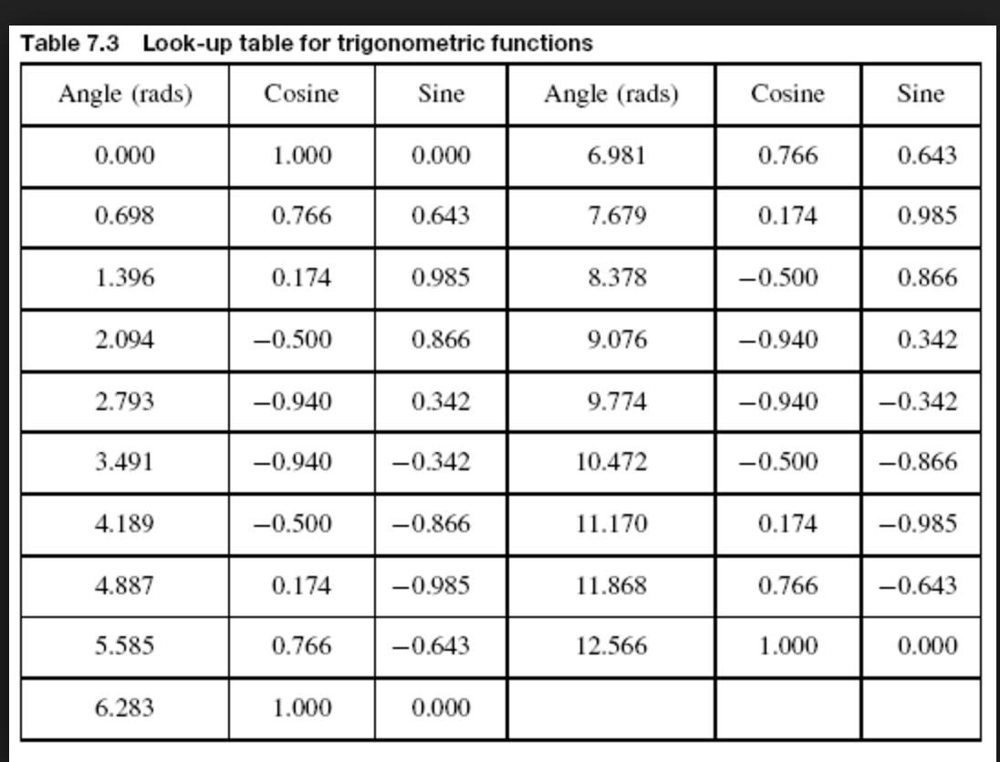 Table 7.3 Look-up table for trigonometric functions
Angle (rads) Cosine Sine Angle (rads) Cosine Sine
0.000 1.000 0.000 6.981 0.766 0.643
0.698 0.766 0.643 7.679 0.174 0.985
1.396 0.174 0.985 8.378 −0.500 0.866
2.094 −0.500 0.866 9.076 −0.940 0.342
2.793 −0.940 0.342 9.774 −0.940 −0.342
3.491 −0.940 −0.342 10.472 −0.500 −0.866
4.189 −0.500 −0.866 11.170 0.174 −0.985
4.887 0.174 −0.985 11.868 0.766 −0.643
5.585 0.766 −0.643 12.566 1.000 0.000
6.283 1.000 0.000